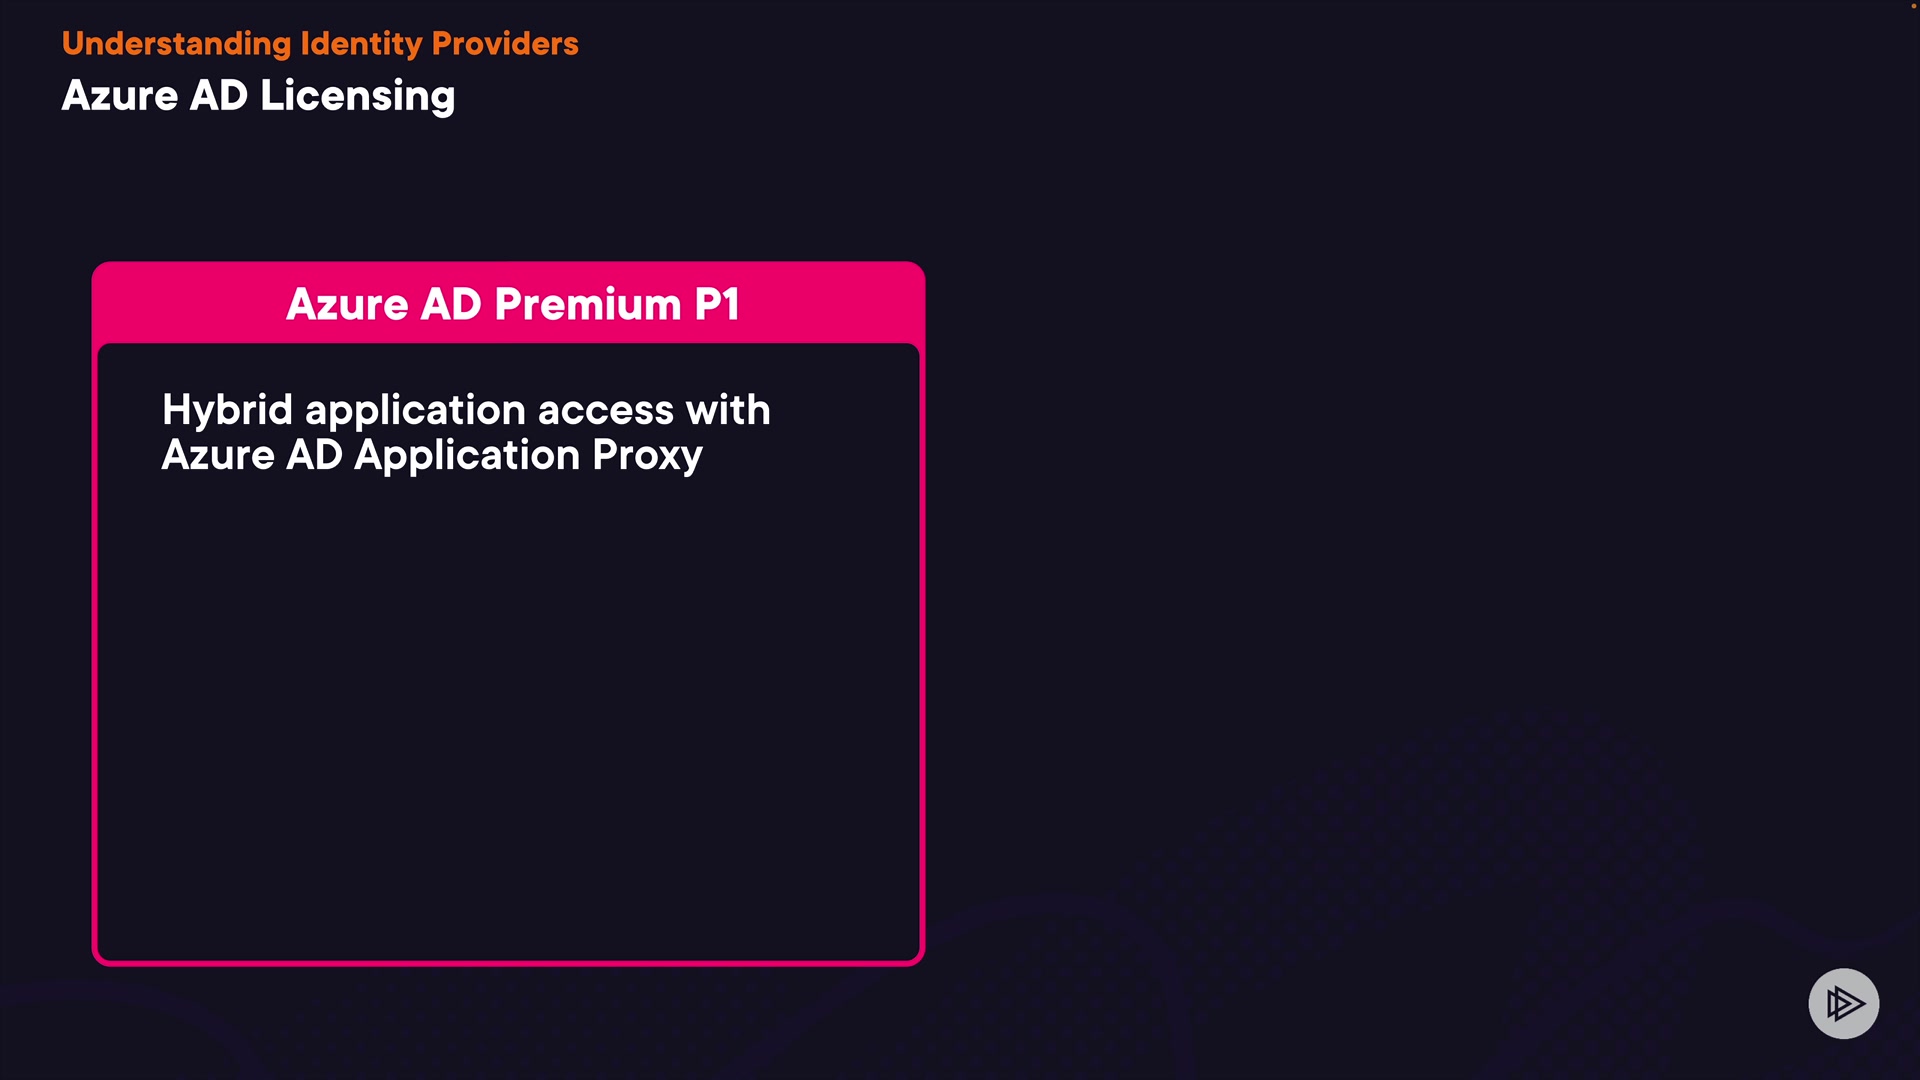 Understanding Identity Providers
Azure AD Licensing
Azure AD Premium P1
Hybrid application access with
Azure AD Application Proxy